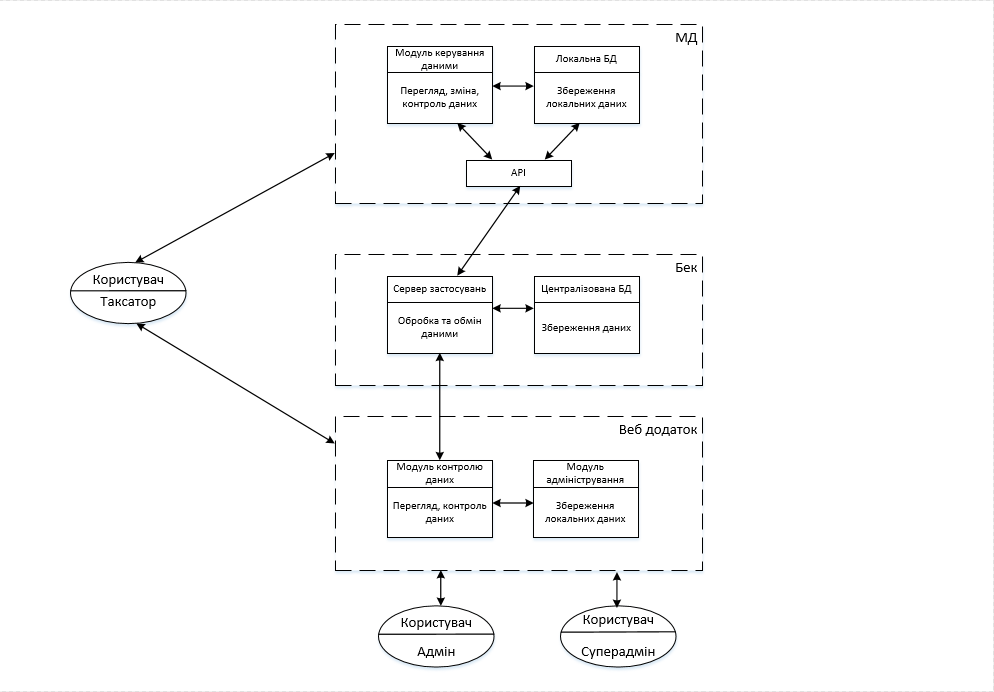 МД
Модуль керування
даними
Перегляд, зміна,
контроль даних
Локальна БД
Збереження
локальних даних
API
Користувач
Таксатор
Бек
Сервер застосувань
Обробка та обмін
даними
Централізована БД
Збереження даних
Веб додаток
Модуль контролю
даних
Перегляд, контроль
даних
Модуль
адміністрування
Збереження
локальних даних
Користувач
Адмін
Користувач
Суперадмін